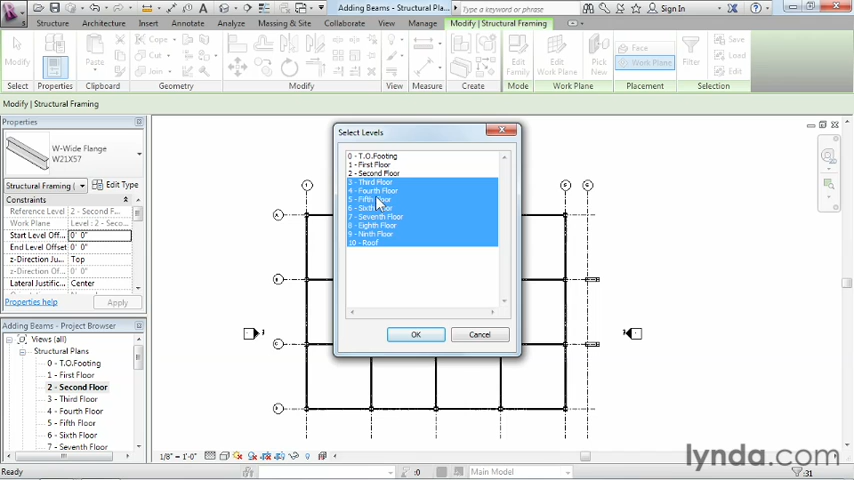 Adding Beams - Structural Pla...
Type a keyword or phrase
Sign In
Structure Architecture Insert Annotate Analyze Massing & Site Collaborate View Manage Modify | Structural Framing
Modify
Properties
Paste
Cope
Cut
Join
Edit Family
Edit Work Plane
Pick New
Face
Work Plane
Filter
Save
Load
Edit
Select
Properties
Clipboard
Geometry
Modify
View
Measure
Create
Mode
Work Plane
Placement
Selection
Modify | Structural Framing
Properties
W-Wide Flange
W21X57
Structural Framing (
Edit Type
Constraints
Reference Level 2 - Second F...
Work Plane Level : 2 - Seco...
Start Level Off... 0' 0"
End Level Offs... 0' 0"
z-Direction Ju... Top
z-Direction Of... 0' 0"
Lateral Justific... Center
Properties help
Apply
Adding Beams - Project Browser
Views (all)
Structural Plans
0 - T.O.Footing
1 - First Floor
2 - Second Floor
3 - Third Floor
4 - Fourth Floor
5 - Fifth Floor
6 - Sixth Floor
7 - Seventh Floor
Select Levels
0 - T.O.Footing
1 - First Floor
2 - Second Floor
3 - Third Floor
4 - Fourth Floor
5 - Fifth Floor
6 - Sixth Floor
7 - Seventh Floor
8 - Eighth Floor
9 - Ninth Floor
10 - Roof
OK
Cancel
1/8" = 1'-0"
Ready
:0
Main Model
:31
lynda.com